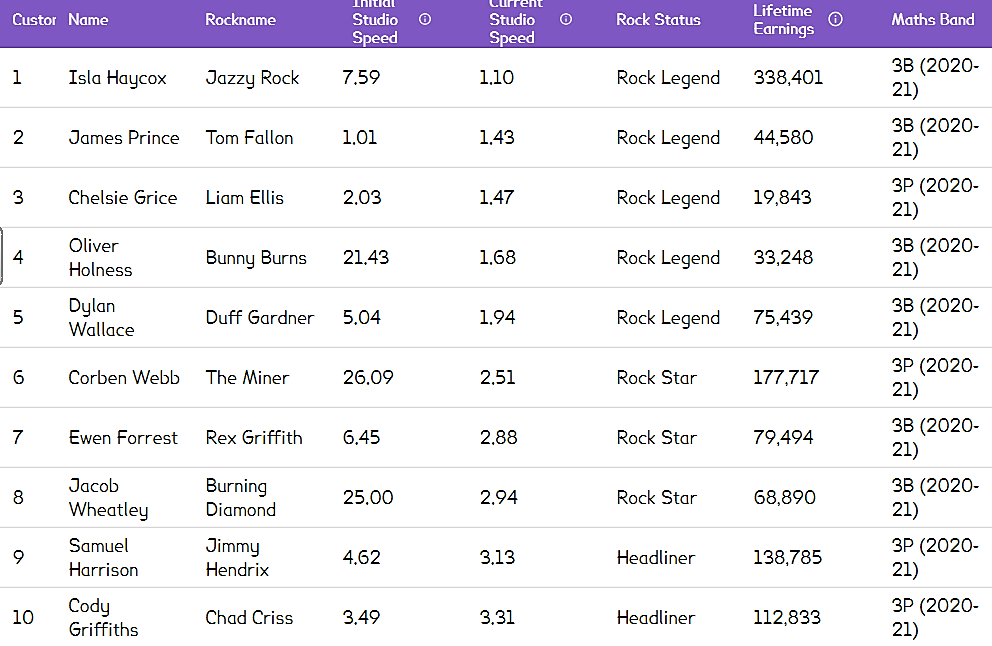 Custor Name Rockname Initial Studio Speed Current Studio Speed Rock Status Lifetime Earnings Maths Band
1 Isla Haycox Jazzy Rock 7.59 1.10 Rock Legend 338,401 3B (2020-21)
2 James Prince Tom Fallon 1.01 1.43 Rock Legend 44,580 3B (2020-21)
3 Chelsie Grice Liam Ellis 2.03 1.47 Rock Legend 19,843 3P (2020-21)
4 Oliver Holness Bunny Burns 21.43 1.68 Rock Legend 33,248 3B (2020-21)
5 Dylan Wallace Duff Gardner 5.04 1.94 Rock Legend 75,439 3B (2020-21)
6 Corben Webb The Miner 26.09 2.51 Rock Star 177,717 3P (2020-21)
7 Ewen Forrest Rex Griffith 6.45 2.88 Rock Star 79,494 3B (2020-21)
8 Jacob Wheatley Burning Diamond 25.00 2.94 Rock Star 68,890 3B (2020-21)
9 Samuel Harrison Jimmy Hendrix 4.62 3.13 Headliner 138,785 3P (2020-21)
10 Cody Griffiths Chad Criss 3.49 3.31 Headliner 112,833 3P (2020-21)